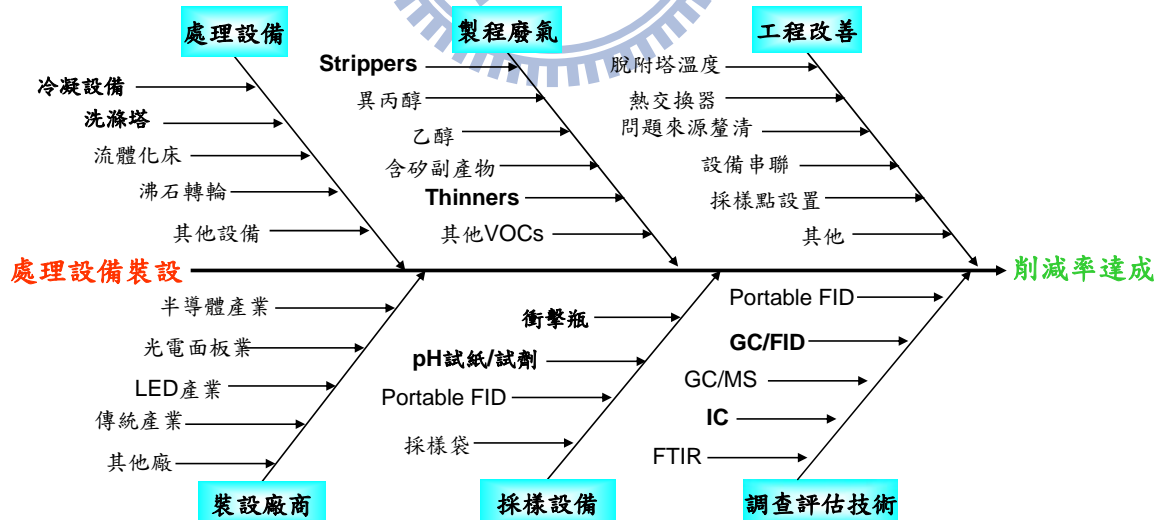 處理設備
製程廢氣
工程改善
冷凝設備
洗滌塔
流體化床
沸石轉輪
其他設備
Strippers
異丙醇
乙醇
含矽副產物
Thinners
其他VOCs
脫附塔溫度
熱交換器
問題來源釐清
設備串聯
採樣點設置
其他
處理設備裝設
削減率達成
半導體產業
光電面板業
LED產業
傳統產業
其他廠
衝擊瓶
pH試紙/試劑
Portable FID
採樣袋
Portable FID
GC/FID
GC/MS
IC
FTIR
裝設廠商
採樣設備
調查評估技術